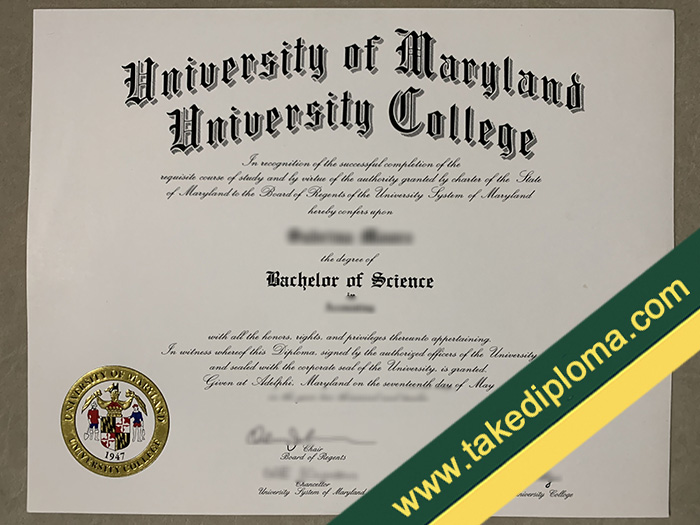 University of Maryland
University College
In recognition of the successful completion of the
requisite course of study and by virtue of the authority granted by charter of the State
of Maryland to the Board of Regents of the University System of Maryland
hereby confers upon
the degree of
Bachelor of Science
in
with all the honors, rights, and privileges thereunto appertaining.
In witness whereof this Diploma, signed by the authorized officers of the University
and sealed with the corporate seal of the University, is granted.
Given at Adelphi, Maryland on the seventeenth day of May
UNIVERSITY OF MARYLAND
UNIVERSITY COLLEGE
1947
Chair
Board of Regents
Chancellor
University System of Maryland
University College
www.takediploma.com